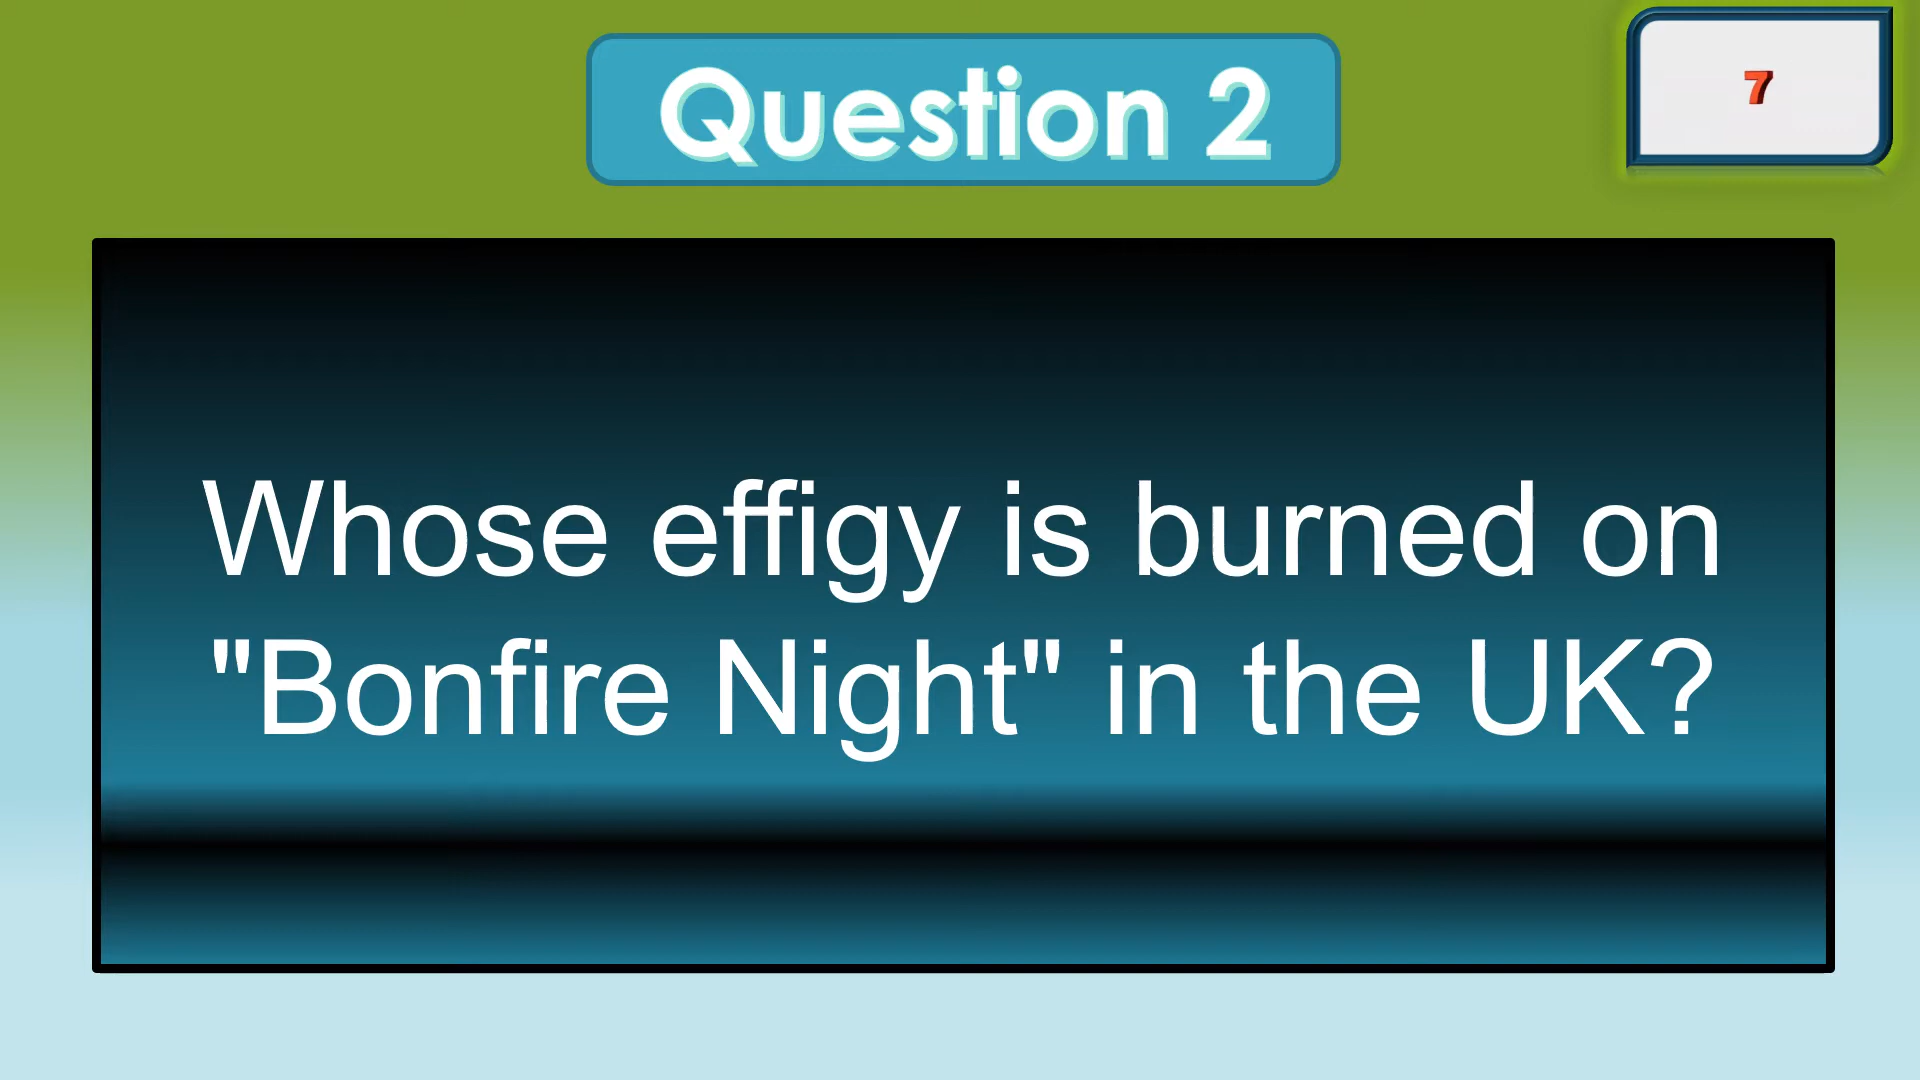 Question 2
7
Whose effigy is burned on
"Bonfire Night" in the UK?